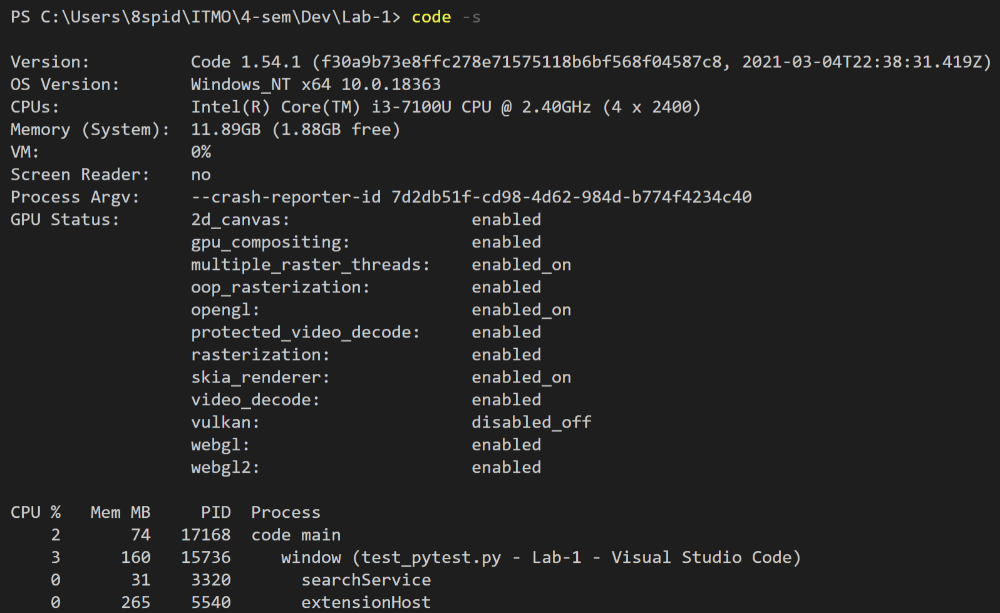 PS C:\Users\8spid\ITMO\4-sem\Dev\Lab-1> code -s
Version: Code 1.54.1 (f30a9b73e8ffc278e71575118b6bf568f04587c8, 2021-03-04T22:38:31.419Z)
OS Version: Windows_NT x64 10.0.18363
CPUs: Intel(R) Core(TM) i3-7100U CPU @ 2.40GHz (4 x 2400)
Memory (System): 11.89GB (1.88GB free)
VM: 0%
Screen Reader: no
Process Argv: --crash-reporter-id 7d2db51f-cd98-4d62-984d-b774f4234c40
GPU Status: 2d_canvas: enabled
gpu_compositing: enabled
multiple_raster_threads: enabled_on
oop_rasterization: enabled
opengl: enabled_on
protected_video_decode: enabled
rasterization: enabled
skia_renderer: enabled_on
video_decode: enabled
vulkan: disabled_off
webgl: enabled
webgl2: enabled
CPU % Mem MB PID Process
2 74 17168 code main
3 160 15736 window (test_pytest.py - Lab-1 - Visual Studio Code)
0 31 3320 searchService
0 265 5540 extensionHost